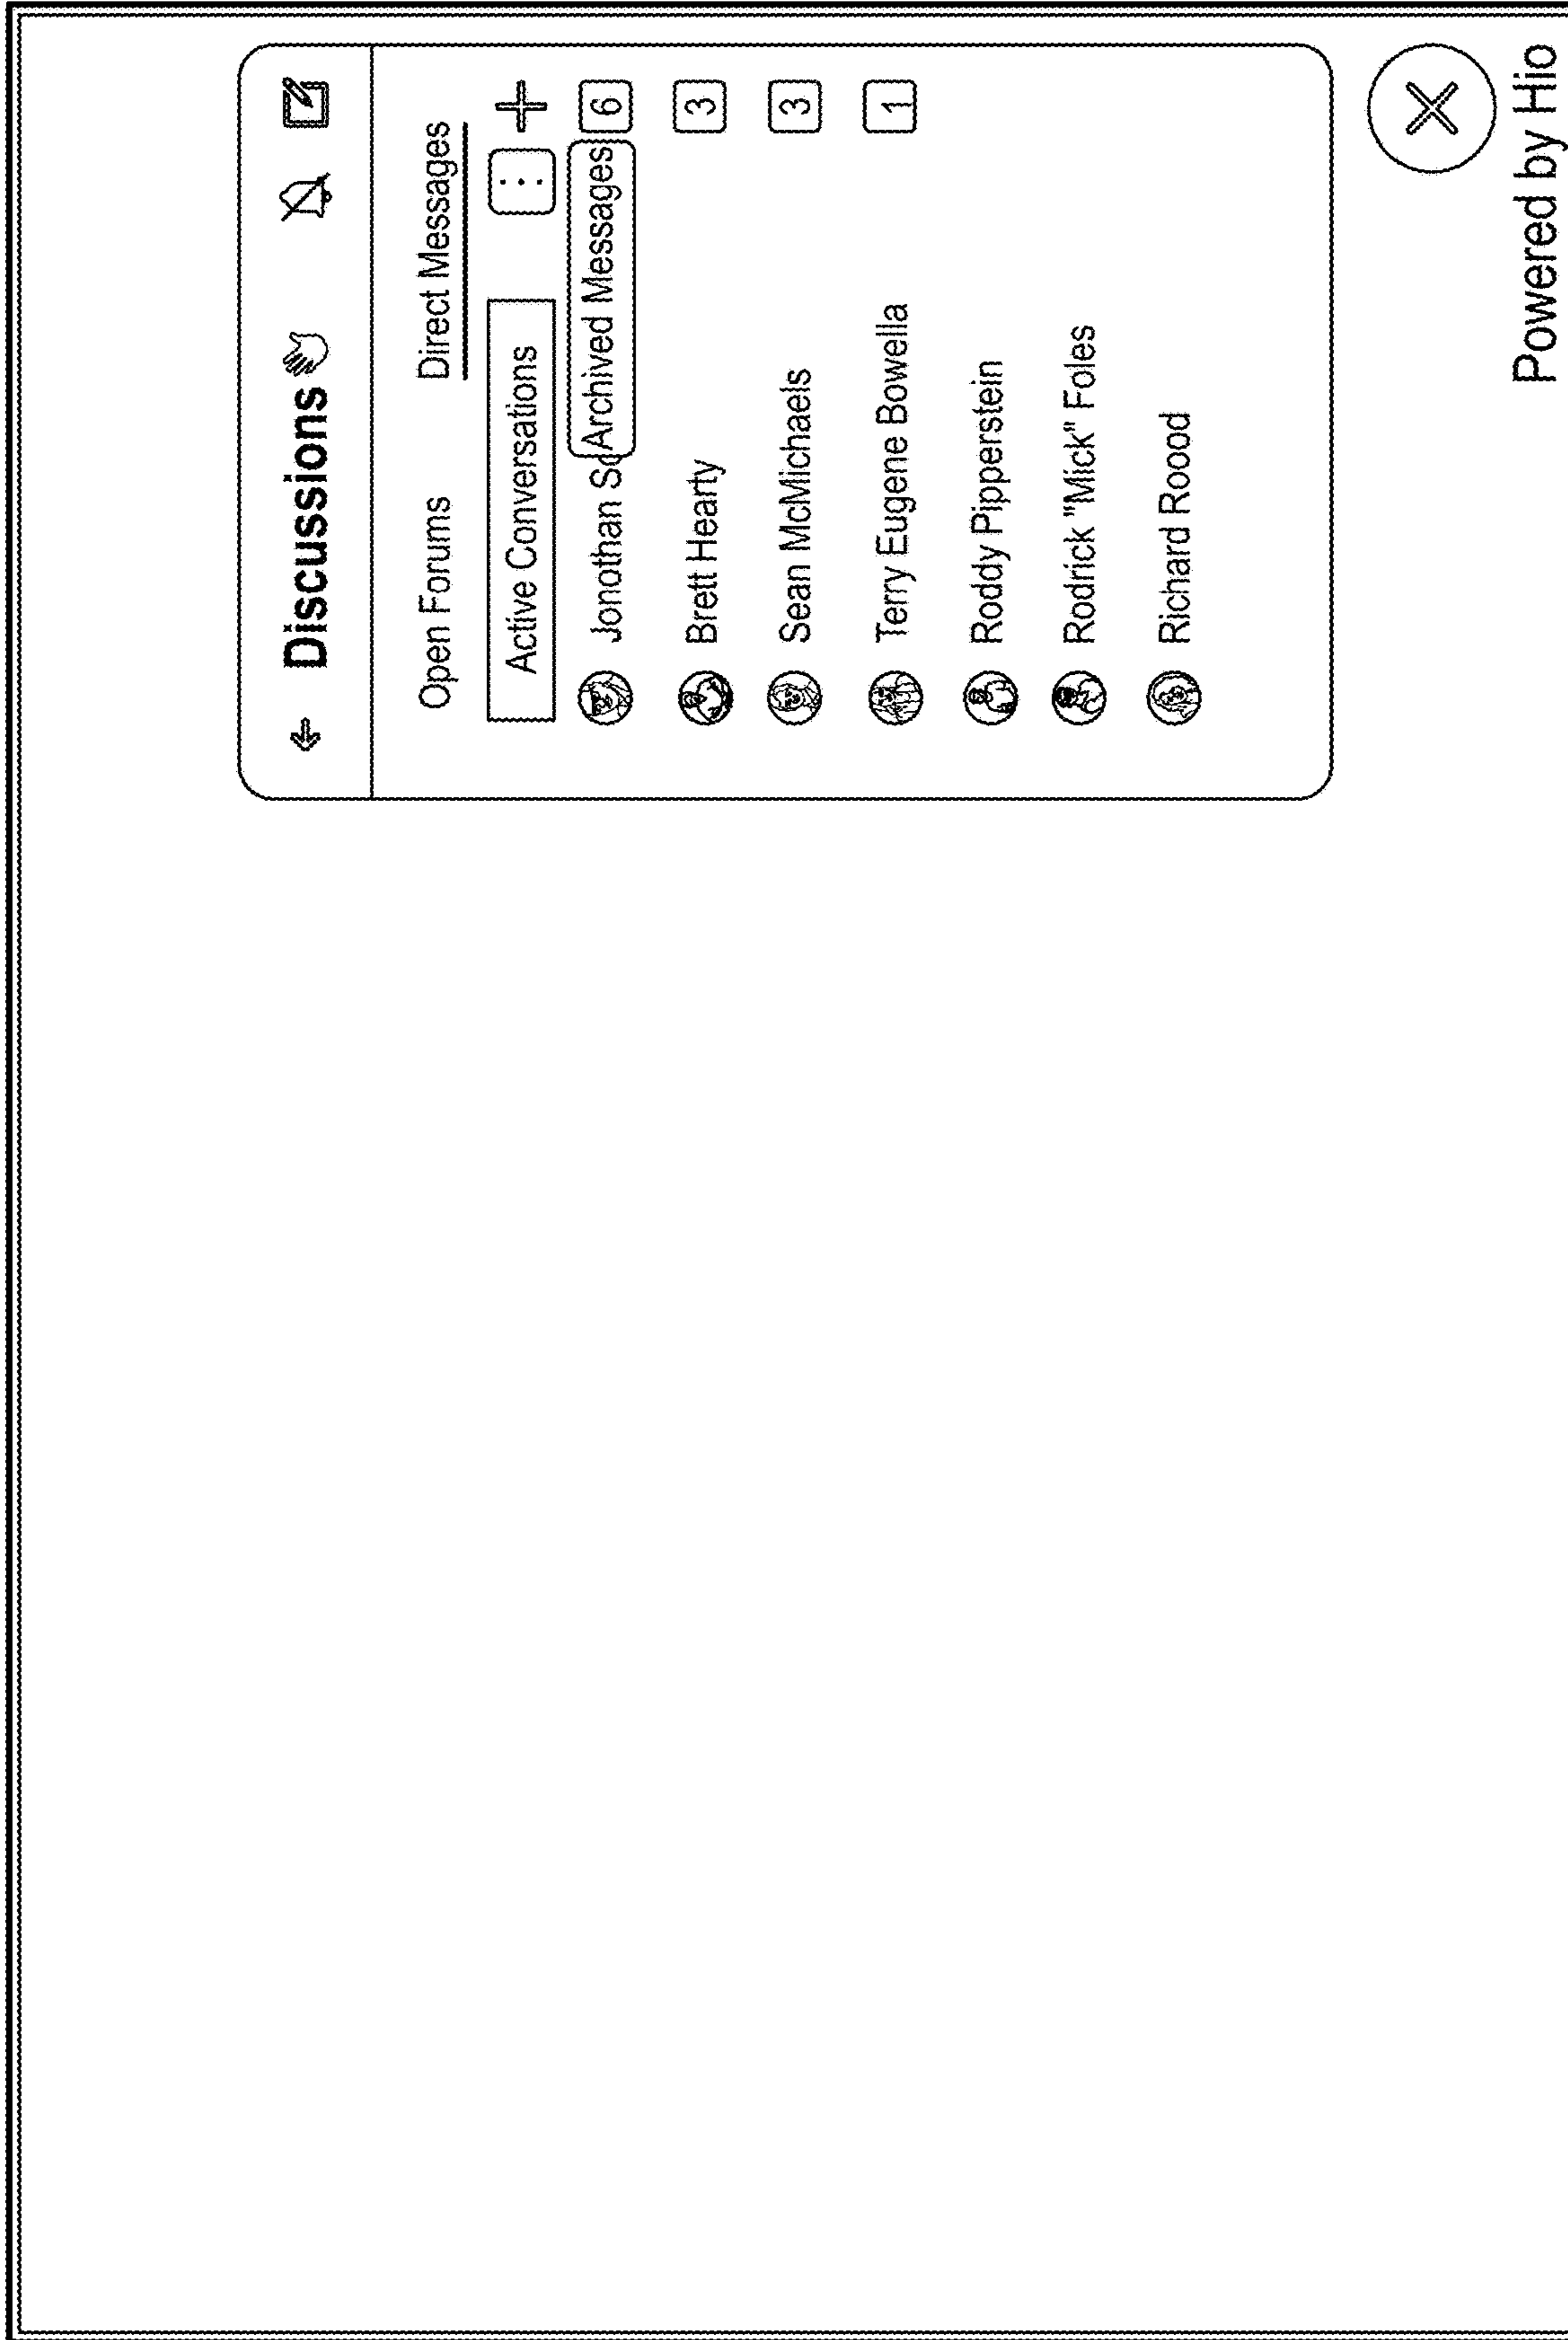 Discussions
Open Forums Direct Messages
Active Conversations
Archived Messages
Jonothan 6
Brett Hearty 3
Sean McMichaels 3
Terry Eugene Bowella 1
Roddy Pipperstein
Rodrick "Mick" Foles
Richard Roood
Powered by Hio